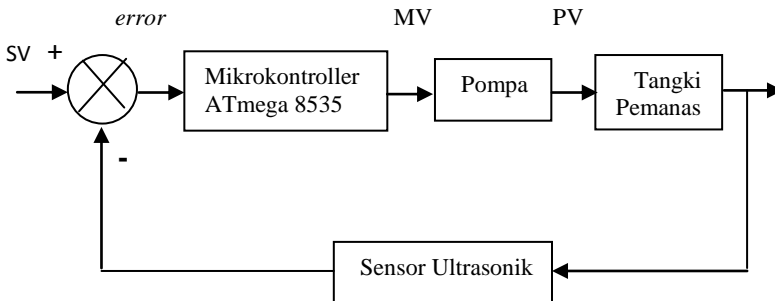 error MV PV
SV +
Mikrokontroller
ATmega 8535
Pompa
Tangki
Pemanas
-
Sensor Ultrasonik